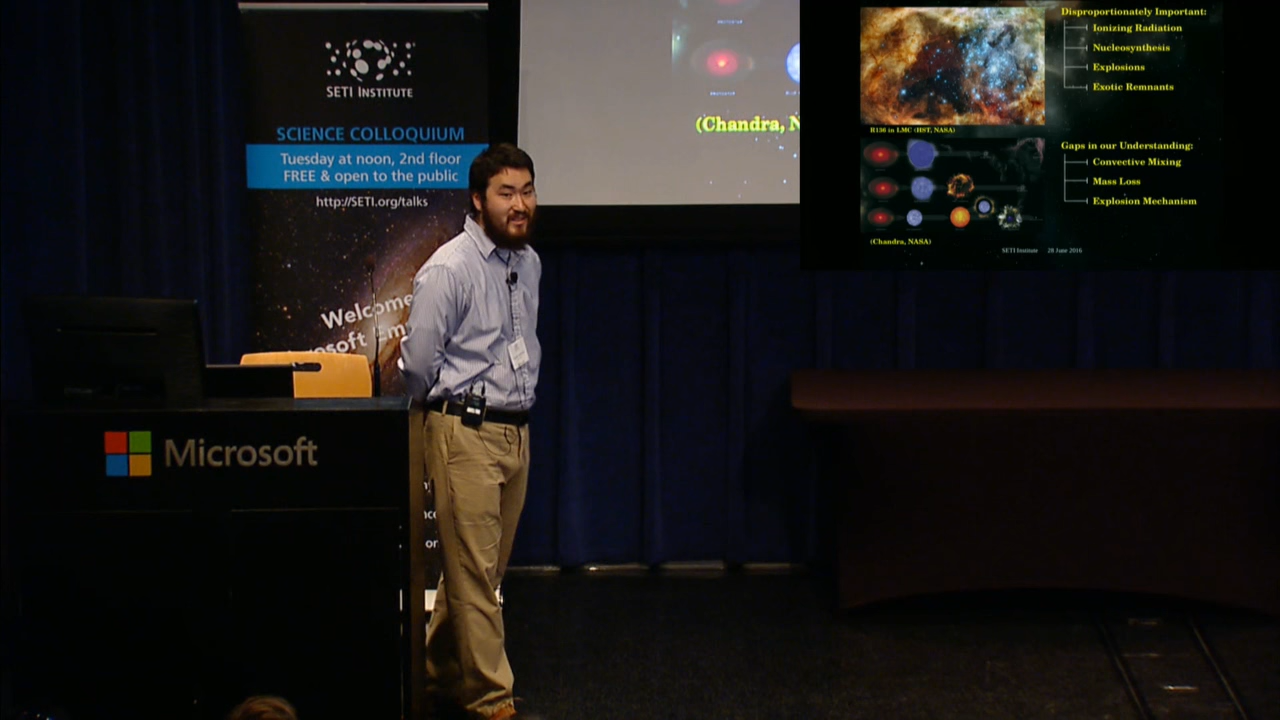 SETI INSTITUTE
SCIENCE COLLOQUIUM
Tuesday at noon, 2nd floor
FREE & open to the public
http://SETI.org/talks
Welcome
Microsoft
(Chandra, N
Disproportionately Important:
Ionizing Radiation
Nucleosynthesis
Explosions
Exotic Remnants
R136 in LMC (HST, NASA)
Gaps in our Understanding:
Convective Mixing
Mass Loss
Explosion Mechanism
(Chandra, NASA)
SETI Institute 28 June 2016